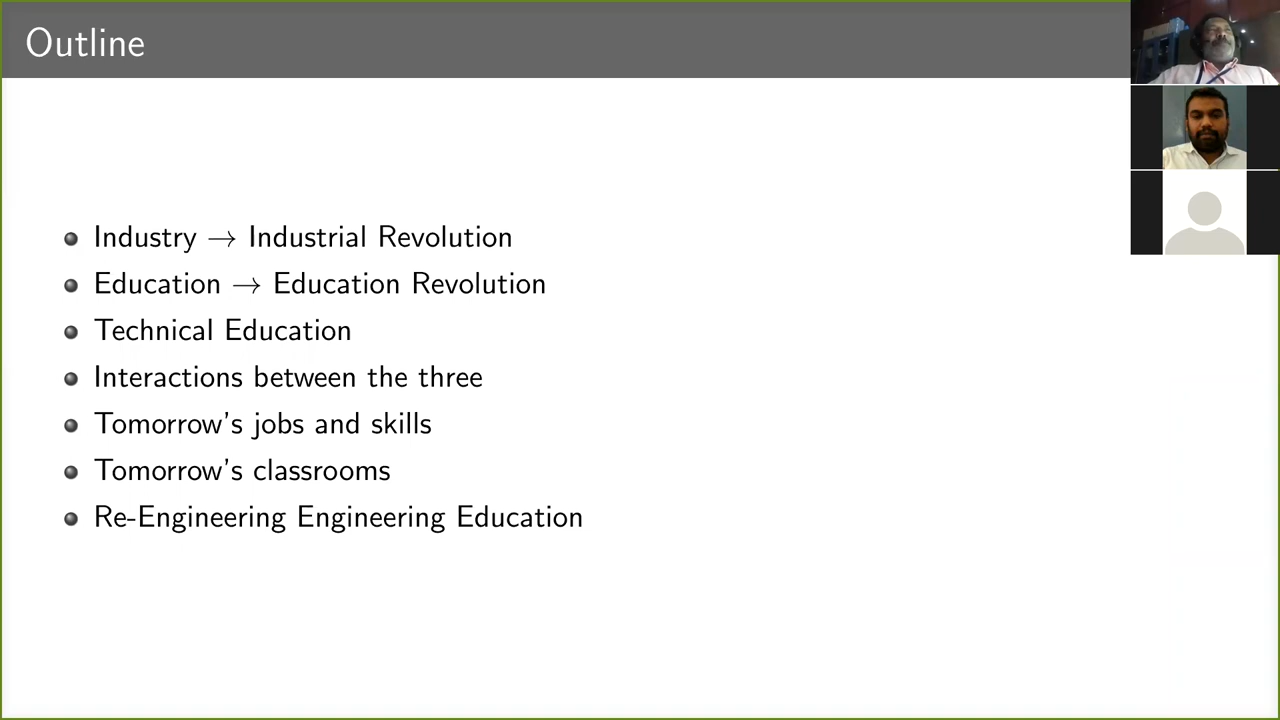 Outline
Industry → Industrial Revolution
Education → Education Revolution
Technical Education
Interactions between the three
Tomorrow's jobs and skills
Tomorrow's classrooms
Re-Engineering Engineering Education